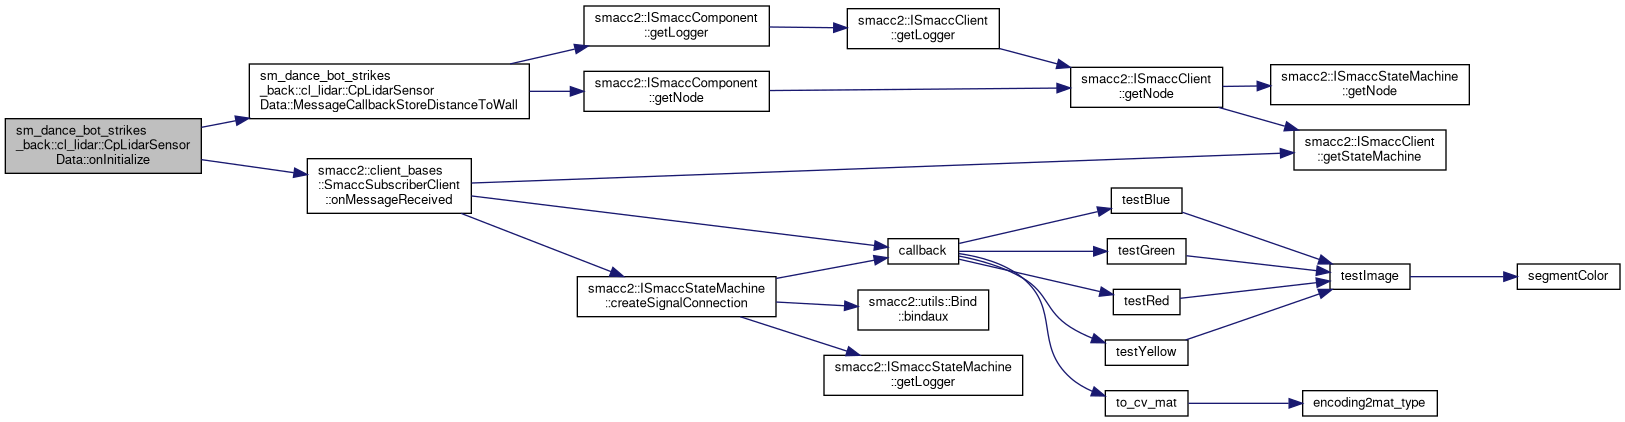 sm_dance_bot_strikes
_back::cl_lidar::CpLidarSensor
Data::onInitialize
sm_dance_bot_strikes
_back::cl_lidar::CpLidarSensor
Data::MessageCallbackStoreDistanceToWall
smacc2::ISmaccComponent
::getLogger
smacc2::ISmaccClient
::getLogger
smacc2::ISmaccComponent
::getNode
smacc2::ISmaccClient
::getNode
smacc2::ISmaccStateMachine
::getNode
smacc2::ISmaccClient
::getStateMachine
smacc2::client_bases
::SmaccSubscriberClient
::onMessageReceived
callback
smacc2::ISmaccStateMachine
::createSignalConnection
smacc2::utils::Bind
::bindaux
smacc2::ISmaccStateMachine
::getLogger
testBlue
testGreen
testRed
testYellow
to_cv_mat
testImage
segmentColor
encoding2mat_type